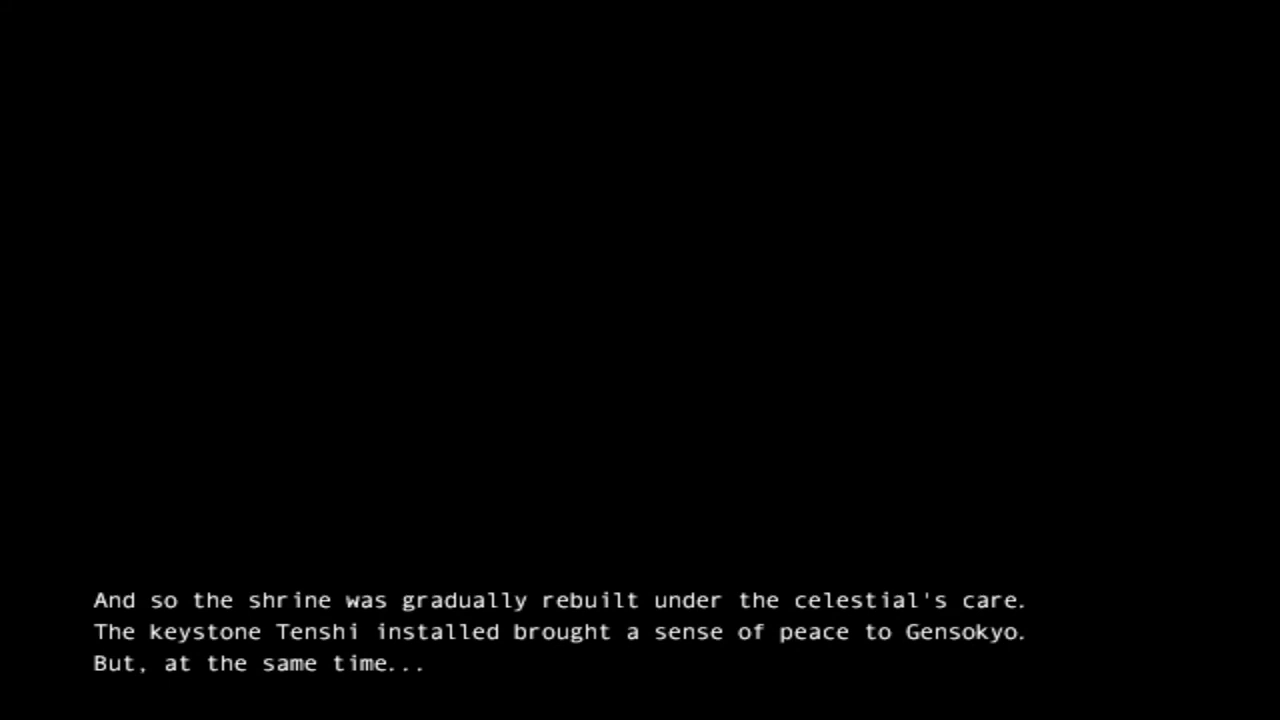 And so the shrine was gradually rebuilt under the celestial's care.
The keystone Tenshi installed brought a sense of peace to Gensokyo.
But, at the same time...